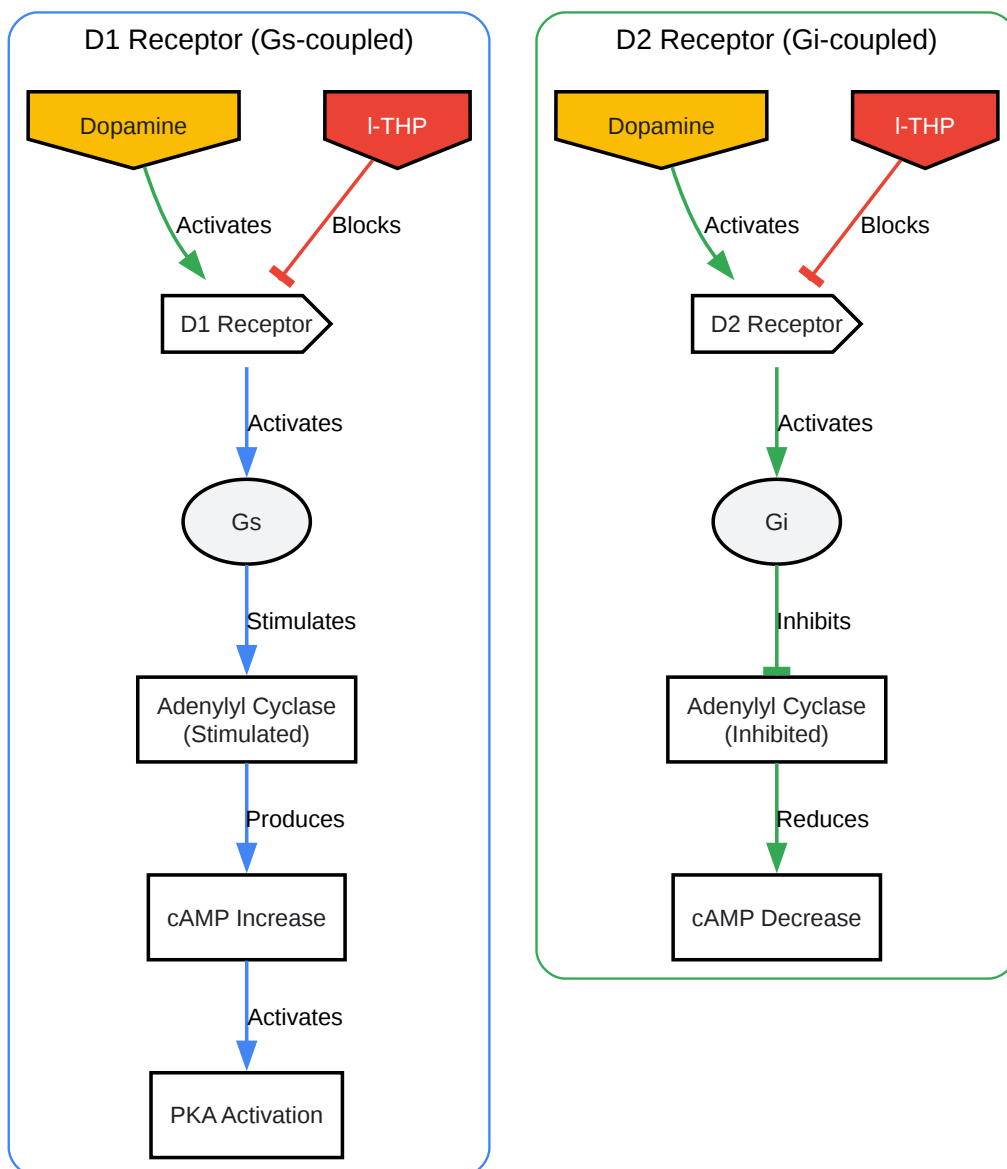 D1 Receptor (Gs-coupled)
Dopamine
l-THP
Activates
Blocks
D1 Receptor
Activates
Gs
Stimulates
Adenylyl Cyclase
(Stimulated)
Produces
cAMP Increase
Activates
PKA Activation
D2 Receptor (Gi-coupled)
Dopamine
l-THP
Activates
Blocks
D2 Receptor
Activates
Gi
Inhibits
Adenylyl Cyclase
(Inhibited)
Reduces
cAMP Decrease